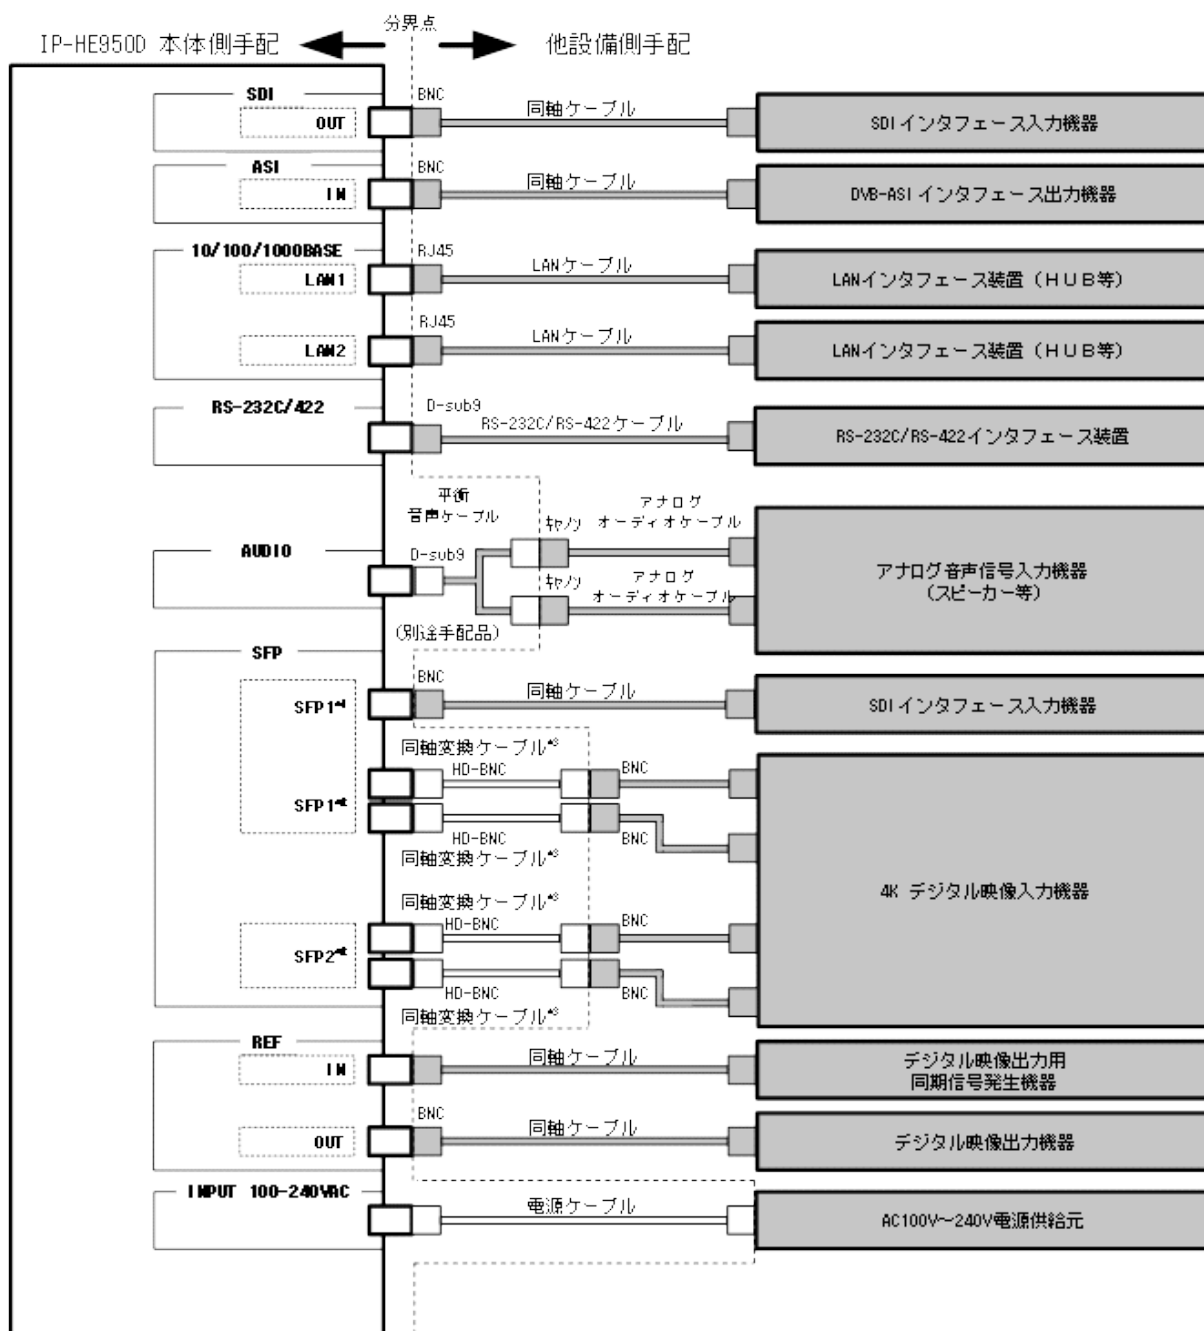 分界点
IP-HE950D 本体側手配
他設備側手配
SDI
BNC
同軸ケーブル
OUT
SDIインタフェース入力機器
ASI
BNC
同軸ケーブル
IN
DVB-ASIインタフェース出力機器
10/100/1000BASE
RJ45
LANケーブル
LAN1
LANインタフェース装置（ＨＵＢ等）
RJ45
LANケーブル
LAN2
LANインタフェース装置（ＨＵＢ等）
RS-232C/422
D-sub9
RS-232C/RS-422ケーブル
RS-232C/RS-422インタフェース装置
平衡
音声ケーブル
アナログ
オーディオケーブル
キャノン
AUDIO
D-sub9
キャノン
アナログ
オーディオケーブル
アナログ音声信号入力機器
(スピーカー等)
(別途手配品)
SFP
BNC
同軸ケーブル
SFP1*1
SDIインタフェース入力機器
同軸変換ケーブル*3
HD-BNC
BNC
SFP1*2
HD-BNC
BNC
同軸変換ケーブル*3
4K デジタル映像入力機器
同軸変換ケーブル*3
HD-BNC
BNC
SFP2*2
HD-BNC
BNC
同軸変換ケーブル*3
REF
同軸ケーブル
IN
デジタル映像出力用
同期信号発生機器
BNC
同軸ケーブル
OUT
デジタル映像出力機器
INPUT 100-240VAC
電源ケーブル
AC100V～240V電源供給元